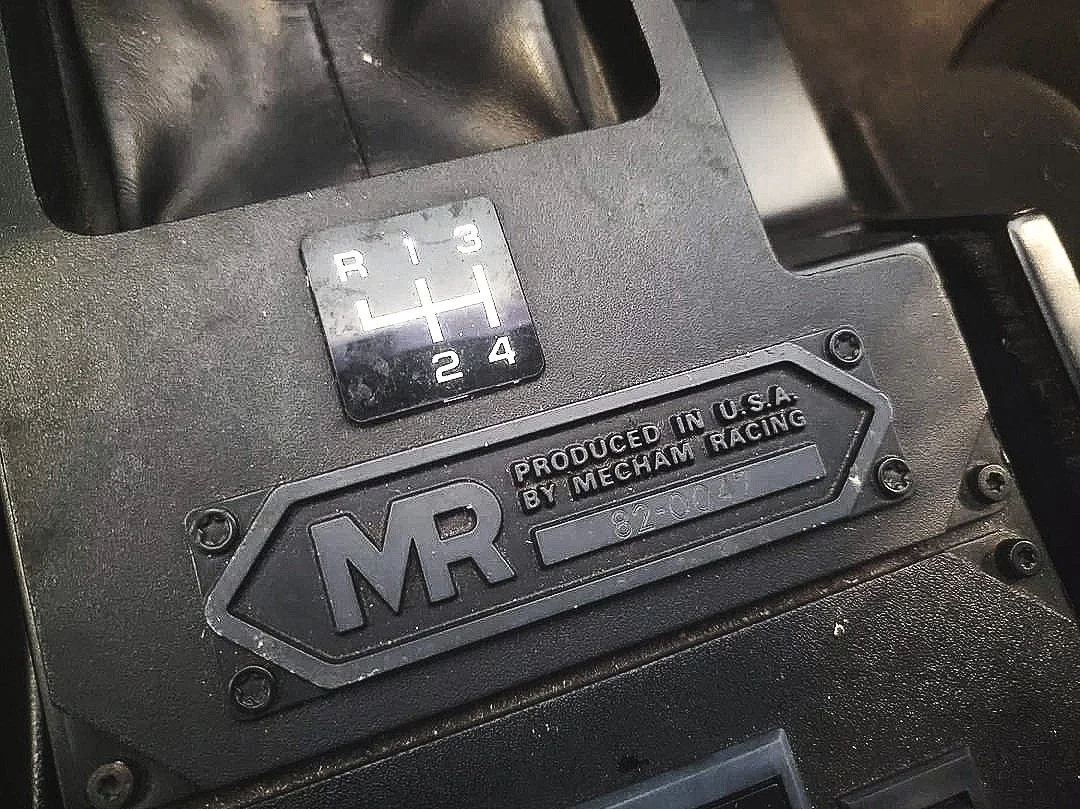 R 1 3
2 4
MR
PRODUCED IN U.S.A.
BY MECHAM RACING
82-0047